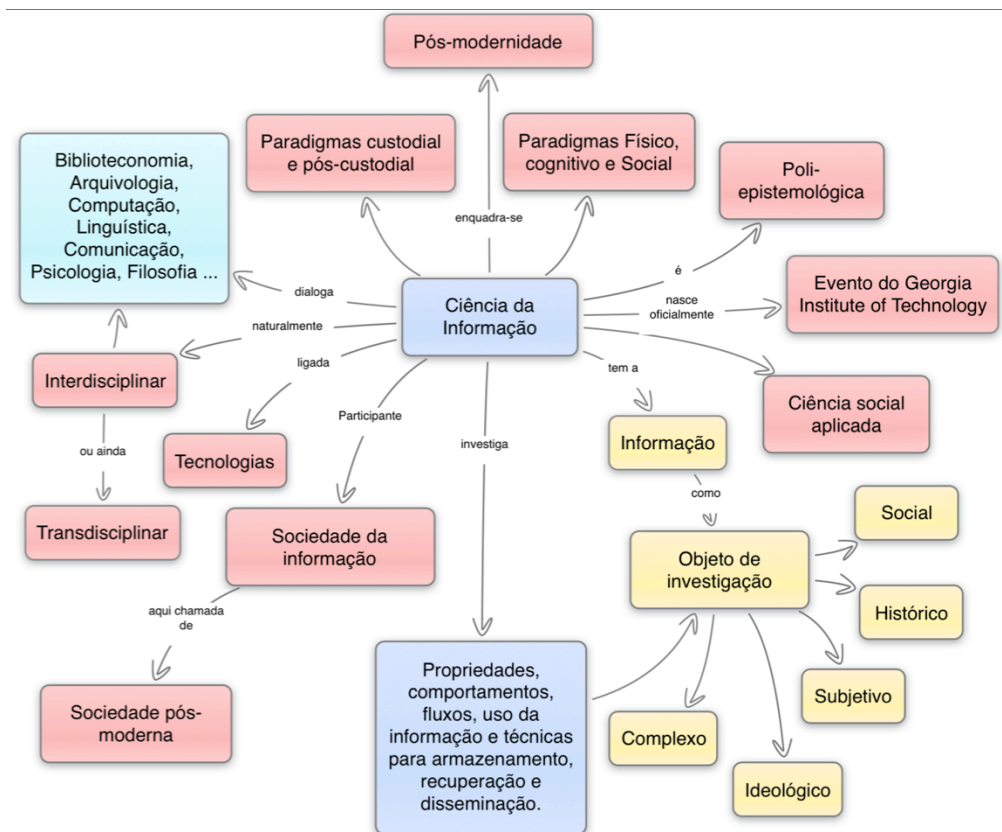 Pós-modernidade
Paradigmas custodial
e pós-custodial
Paradigmas Físico,
cognitivo e Social
Biblioteconomia,
Arquivologia,
Computação,
Linguística,
Comunicação,
Psicologia, Filosofia ...
Poli-
epistemológica
enquadra-se
é
Evento do Georgia
Institute of Technology
dialoga
Ciência da
Informação
nasce
oficialmente
naturalmente
ligada
tem a
Interdisciplinar
Ciência social
aplicada
Participante
investiga
Informação
ou ainda
Tecnologias
como
Transdisciplinar
Sociedade da
informação
Social
Objeto de
investigação
Histórico
aqui chamada
de
Propriedades,
comportamentos,
fluxos, uso da
informação e técnicas
para armazenamento,
recuperação e
disseminação.
Subjetivo
Sociedade pós-
moderna
Complexo
Ideológico